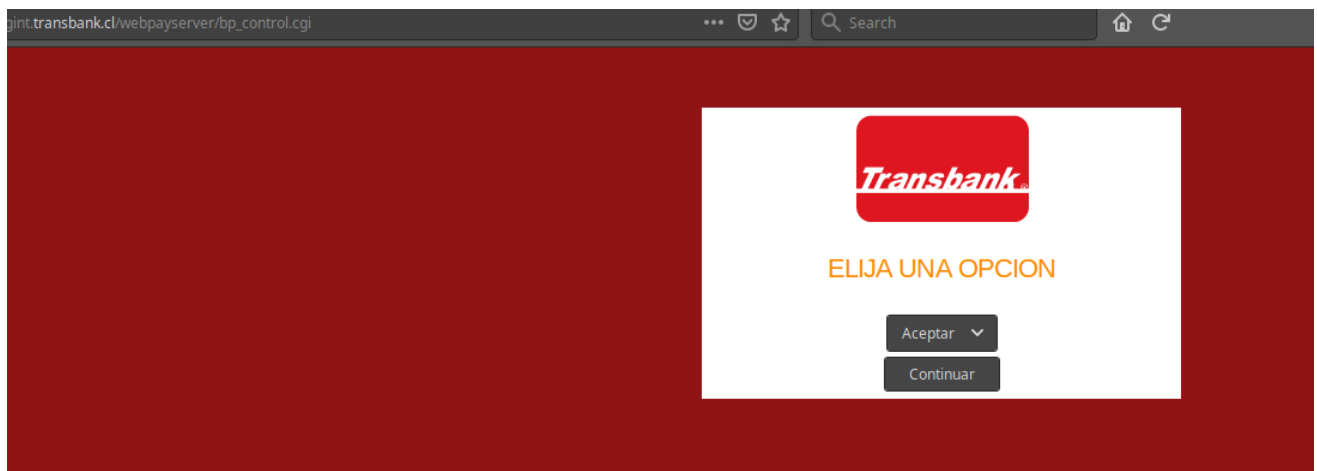 gint.transbank.cl/webpayserver/bp_control.cgi
Search
Transbank®
ELIJA UNA OPCION
Aceptar
Continuar